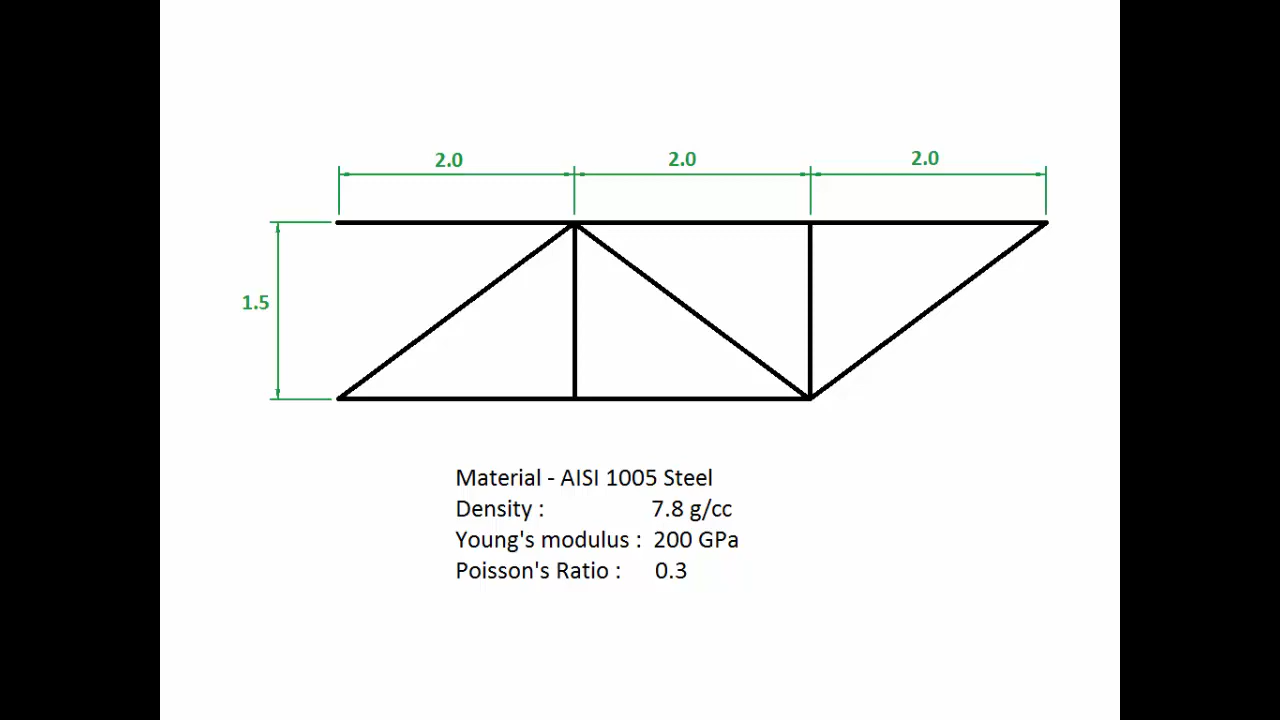 2.0 2.0 2.0
1.5
Material - AISI 1005 Steel
Density : 7.8 g/cc
Young's modulus : 200 GPa
Poisson's Ratio : 0.3